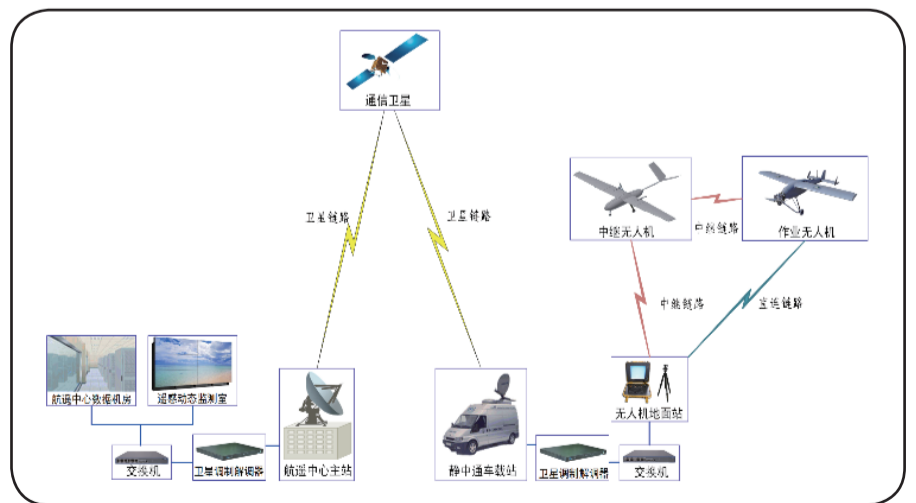 通信卫星
卫星链路
卫星链路
中继无人机
中继链路
作业无人机
中继链路
直连链路
航遥中心数据机房
遥感动态监测室
无人机地面站
交换机
卫星调制解调器
航遥中心主站
静中通车载站
卫星调制解调器
交换机